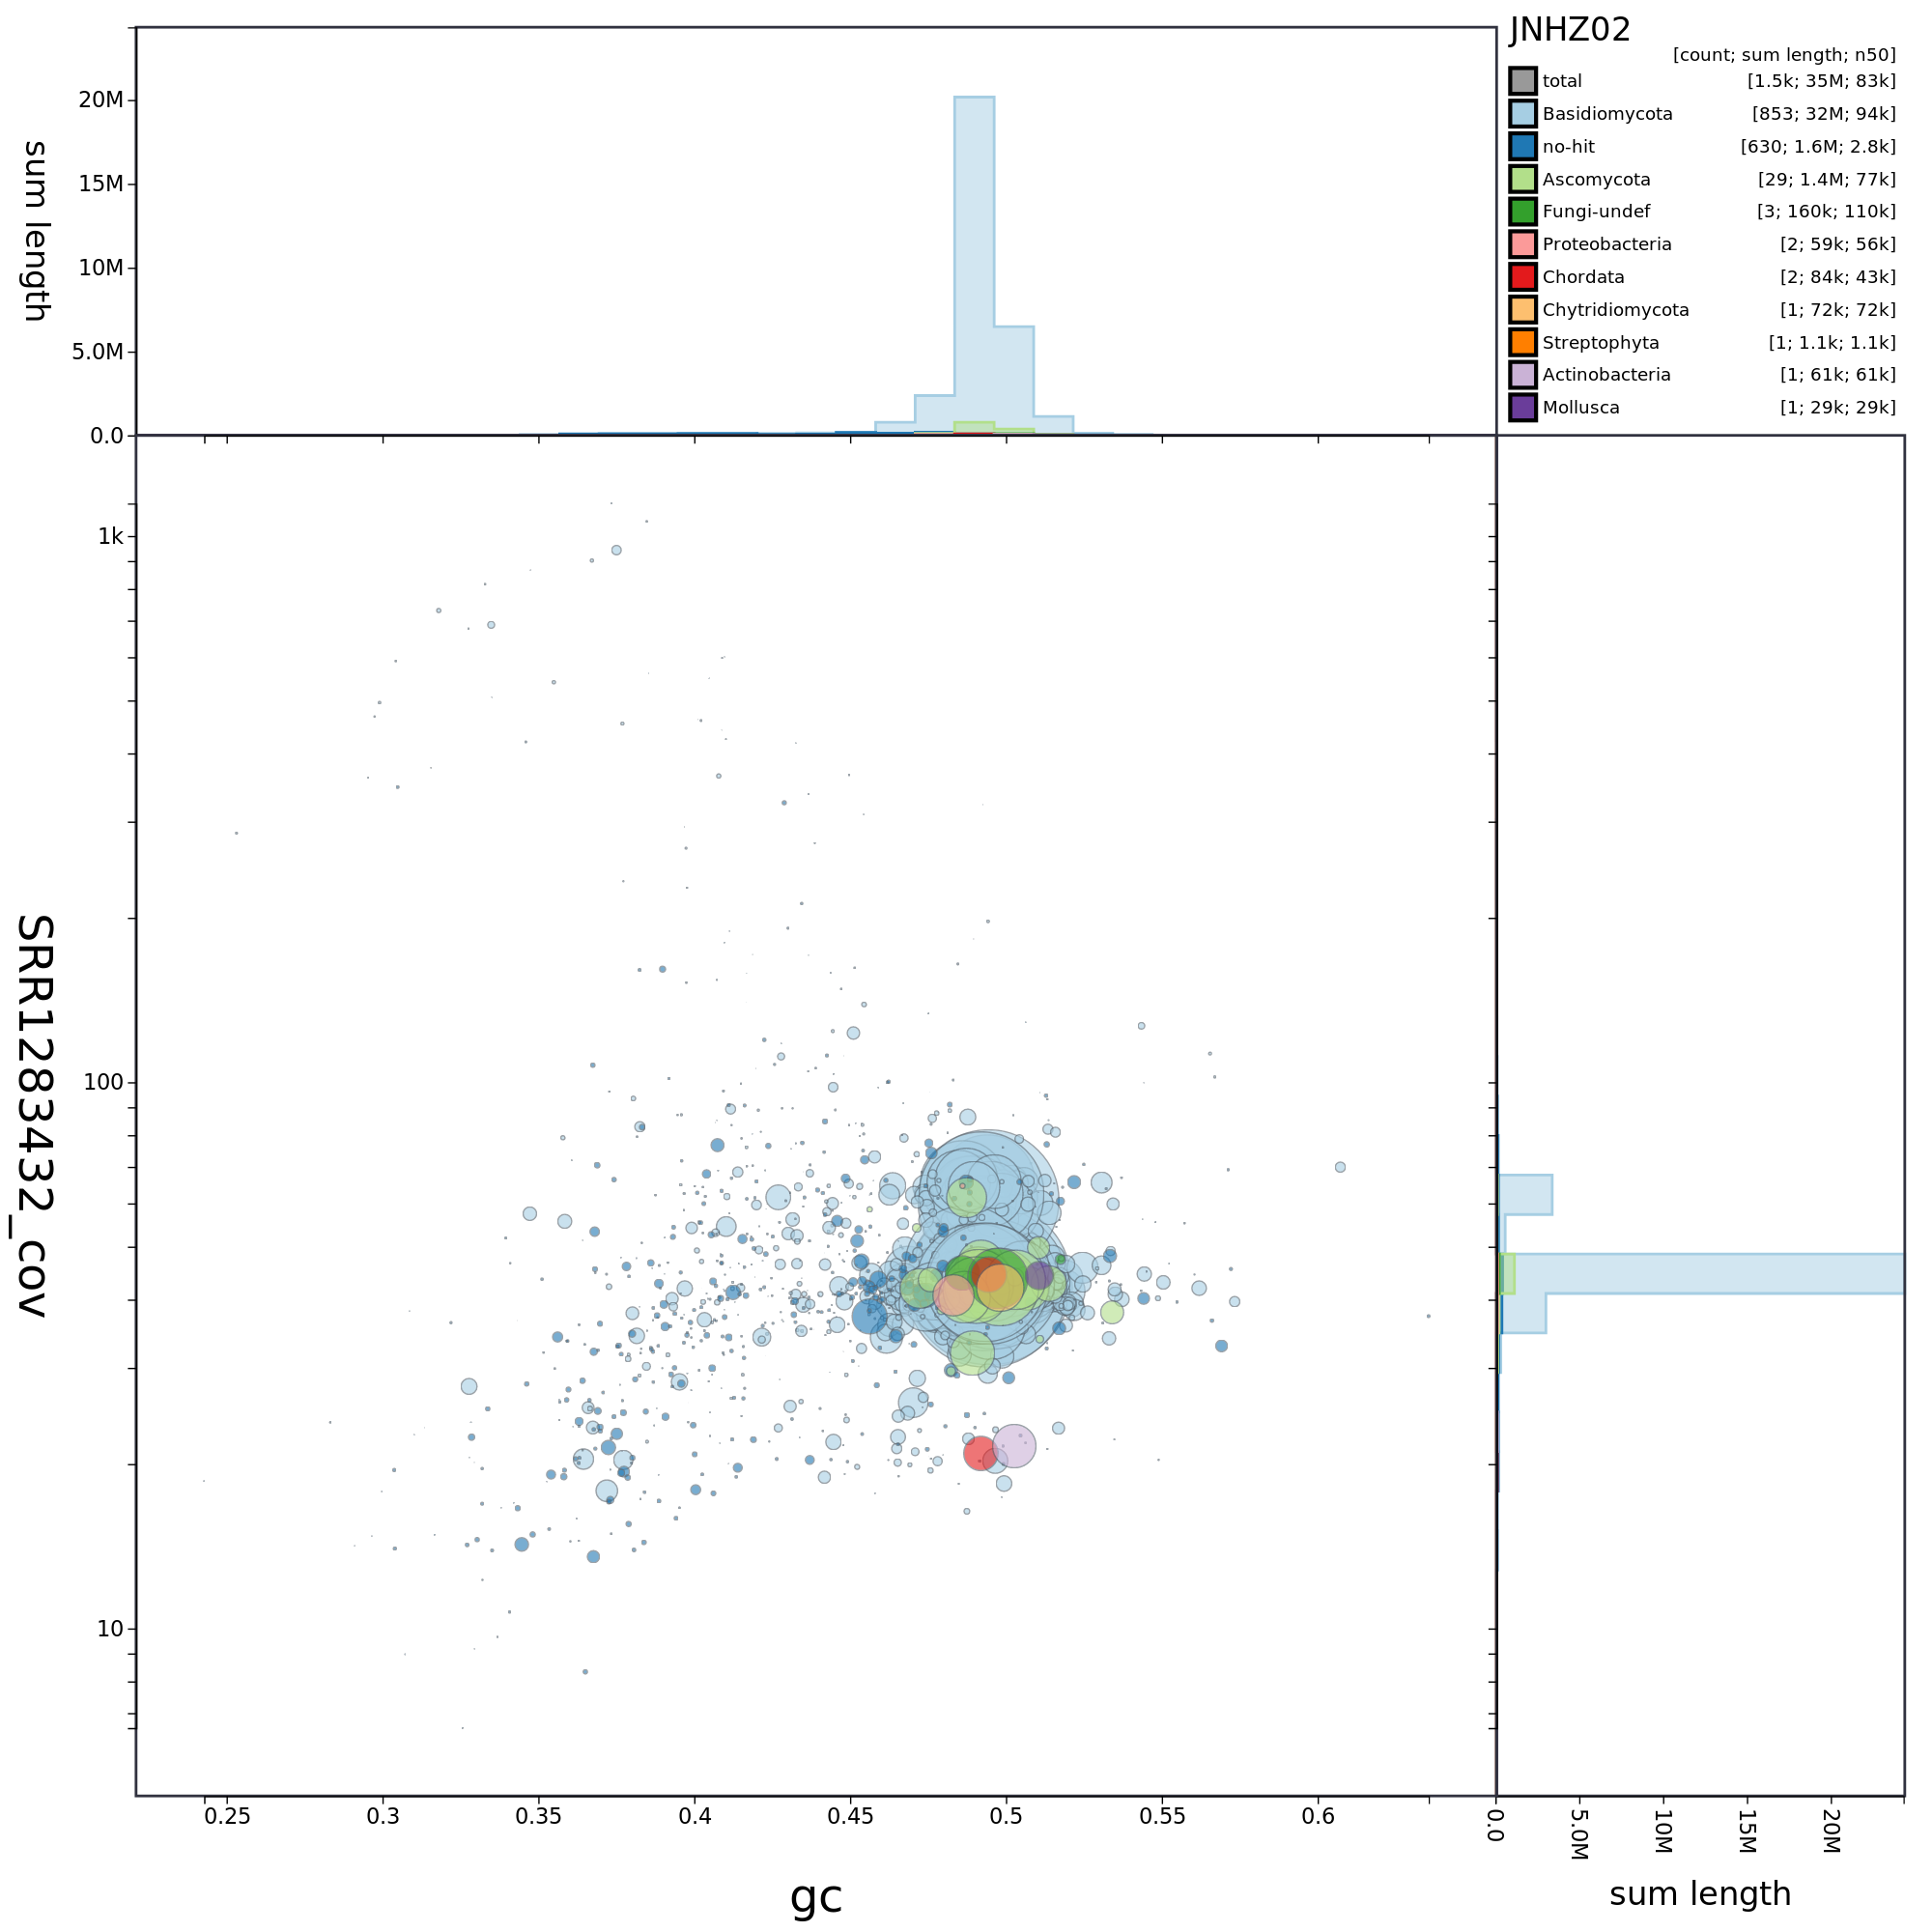 JNHZ02
[count; sum length; n50]
total [1.5k; 35M; 83k]
Basidiomycota [853; 32M; 94k]
no-hit [630; 1.6M; 2.8k]
Ascomycota [29; 1.4M; 77k]
Fungi-undef [3; 160k; 110k]
Proteobacteria [2; 59k; 56k]
Chordata [2; 84k; 43k]
Chytridiomycota [1; 72k; 72k]
Streptophyta [1; 1.1k; 1.1k]
Actinobacteria [1; 61k; 61k]
Mollusca [1; 29k; 29k]
sum length
20M
15M
10M
5.0M
0.0
SRR1283432_cov
1k
100
10
0.25 0.3 0.35 0.4 0.45 0.5 0.55 0.6
gc
0.0 5.0M 10M 15M 20M
sum length